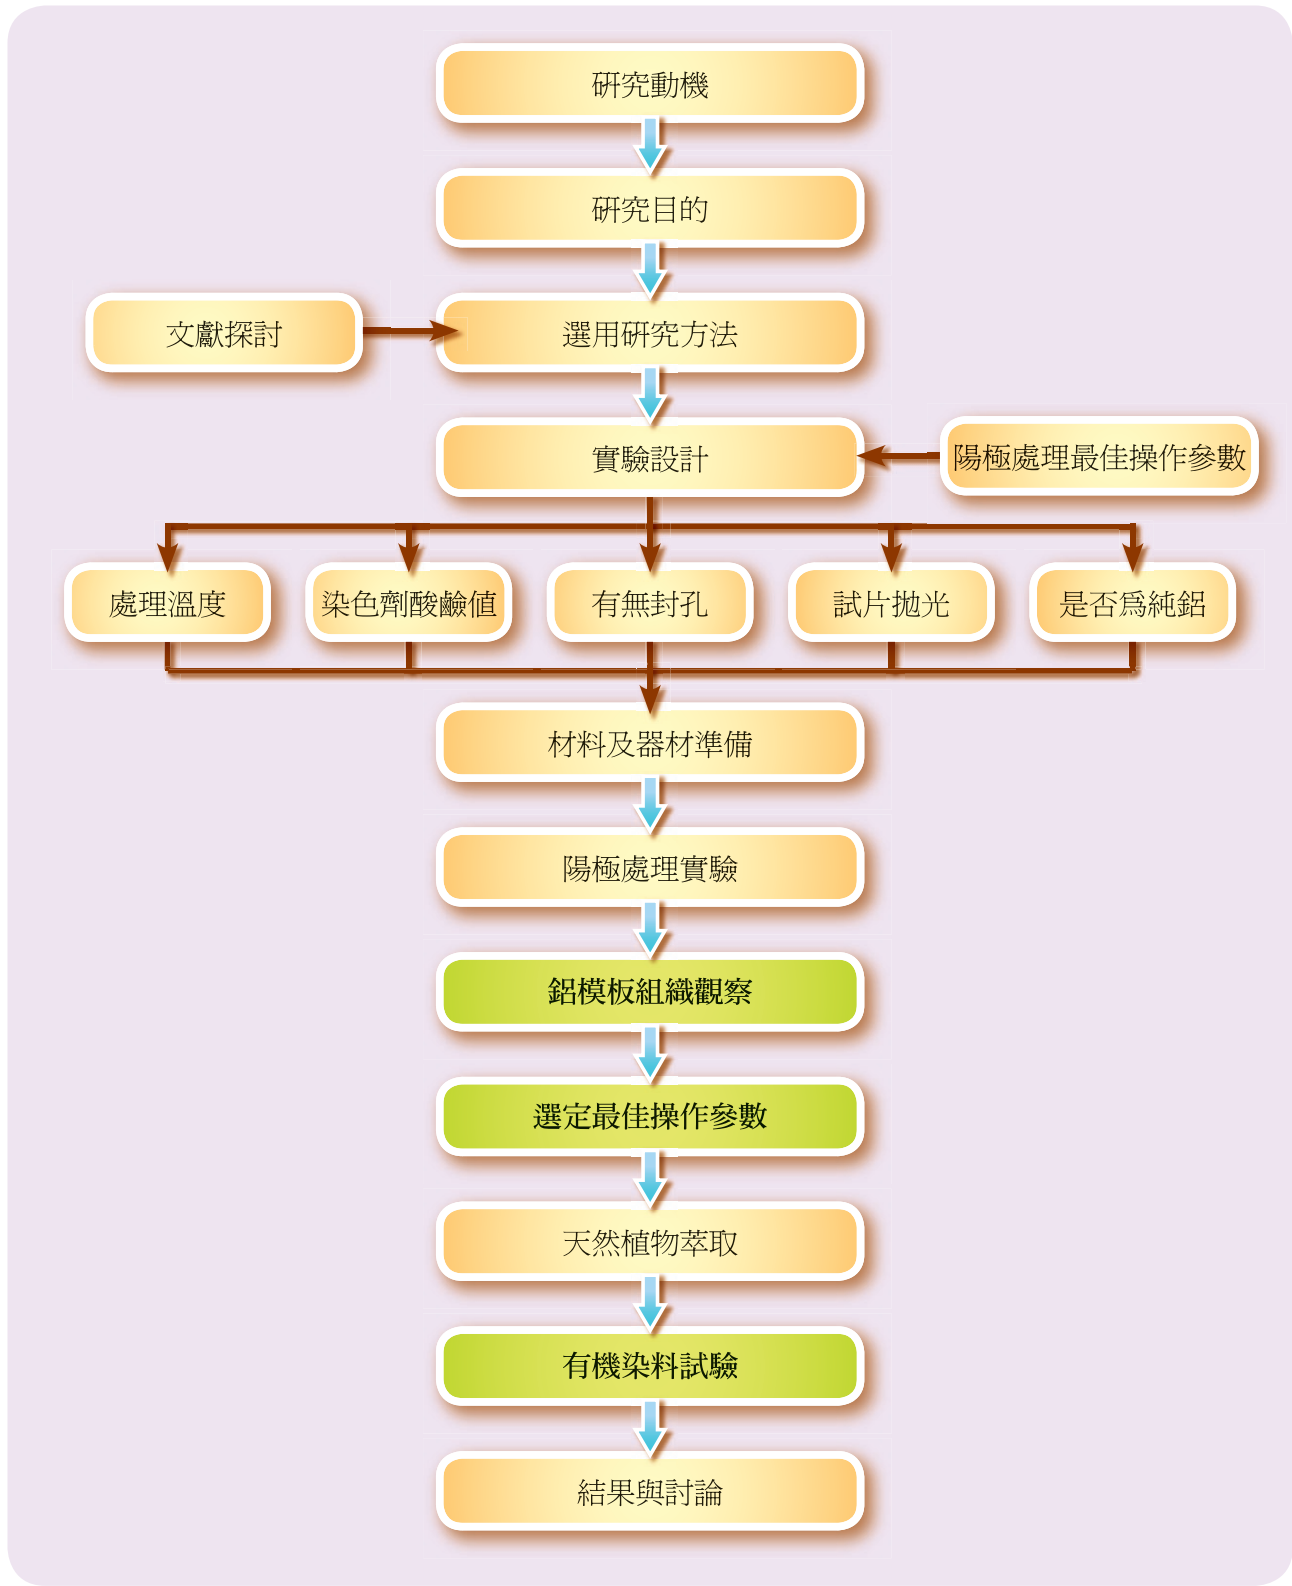 研究動機
研究目的
文獻探討
選用研究方法
實驗設計
陽極處理最佳操作參數
處理溫度
染色劑酸鹼值
有無封孔
試片拋光
是否為純鋁
材料及器材準備
陽極處理實驗
鋁模板組織觀察
選定最佳操作參數
天然植物萃取
有機染料試驗
結果與討論